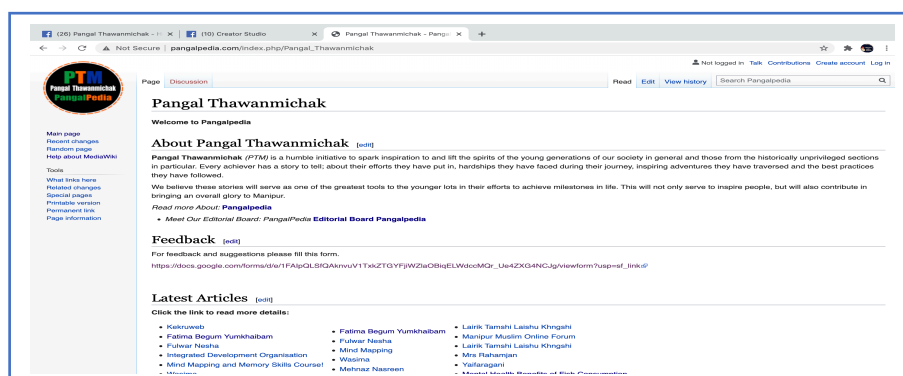 (26) Pangal Thawanmichak - H
(10) Creator Studio
Pangal Thawanmichak - Panga
Not Secure | pangalpedia.com/index.php/Pangal_Thawanmichak
Not logged in Talk Contributions Create account Log in
PTM
Pangal Thawanmichak
PangalPedia
Page Discussion
Read Edit View history Search Pangalpedia
Pangal Thawanmichak
Welcome to Pangalpedia
Main page
Recent changes
Random page
Help about MediaWiki
Tools
What links here
Related changes
Special pages
Printable version
Permanent link
Page information
About Pangal Thawanmichak [edit]
Pangal Thawanmichak (PTM) is a humble initiative to spark inspiration to and lift the spirits of the young generations of our society in general and those from the historically unprivileged sections
in particular. Every achiever has a story to tell; about their efforts they have put in, hardships they have faced during their journey, inspiring adventures they have traversed and the best practices
they have followed.
We believe these stories will serve as one of the greatest tools to the younger lots in their efforts to achieve milestones in life. This will not only serve to inspire people, but will also contribute in
bringing an overall glory to Manipur.
Read more About: Pangalpedia
• Meet Our Editorial Board: PangalPedia Editorial Board Pangalpedia
Feedback [edit]
For feedback and suggestions please fill this form.
Latest Articles [edit]
Click the link to read more details:
• Kekruweb
• Fatima Begum Yumkhaibam
• Fulwar Nesha
• Integrated Development Organisation
• Mind Mapping and Memory Skills Course!
• Wasima
• Fatima Begum Yumkhaibam
• Fulwar Nesha
• Mind Mapping
• Wasima
• Mehnaz Nasreen
• Lairik Tamshi Laishu Khngshi
• Manipur Muslim Online Forum
• Lairik Tamshi Laishu Khngshi
• Mrs Rahamjan
• Yaifaragani
• Mental Health Benefits of Fish Consumption